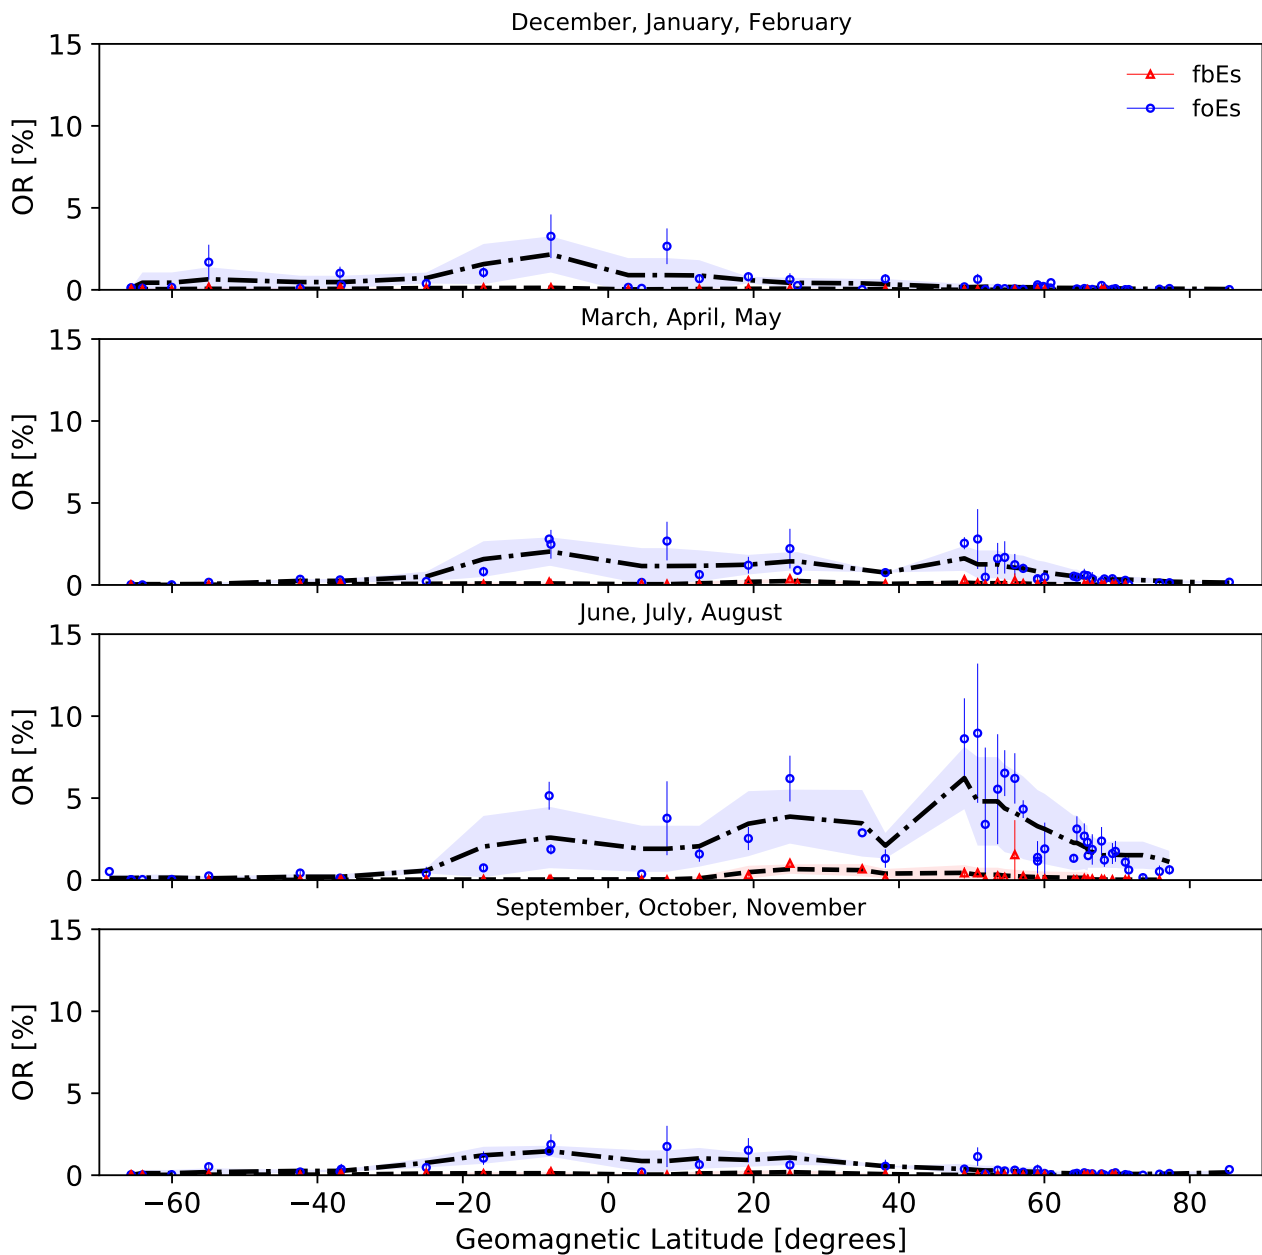 December, January, February
15
10
5
0
OR [%]
fbEs
foEs
March, April, May
15
10
5
0
OR [%]
June, July, August
15
10
5
0
OR [%]
September, October, November
15
10
5
0
OR [%]
−60 −40 −20 0 20 40 60 80
Geomagnetic Latitude [degrees]